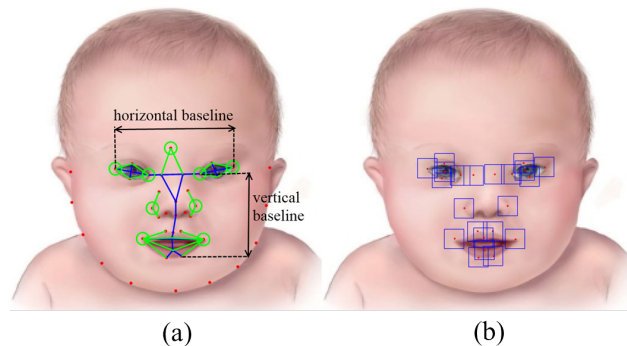 horizontal baseline
vertical
baseline
(a)
(b)